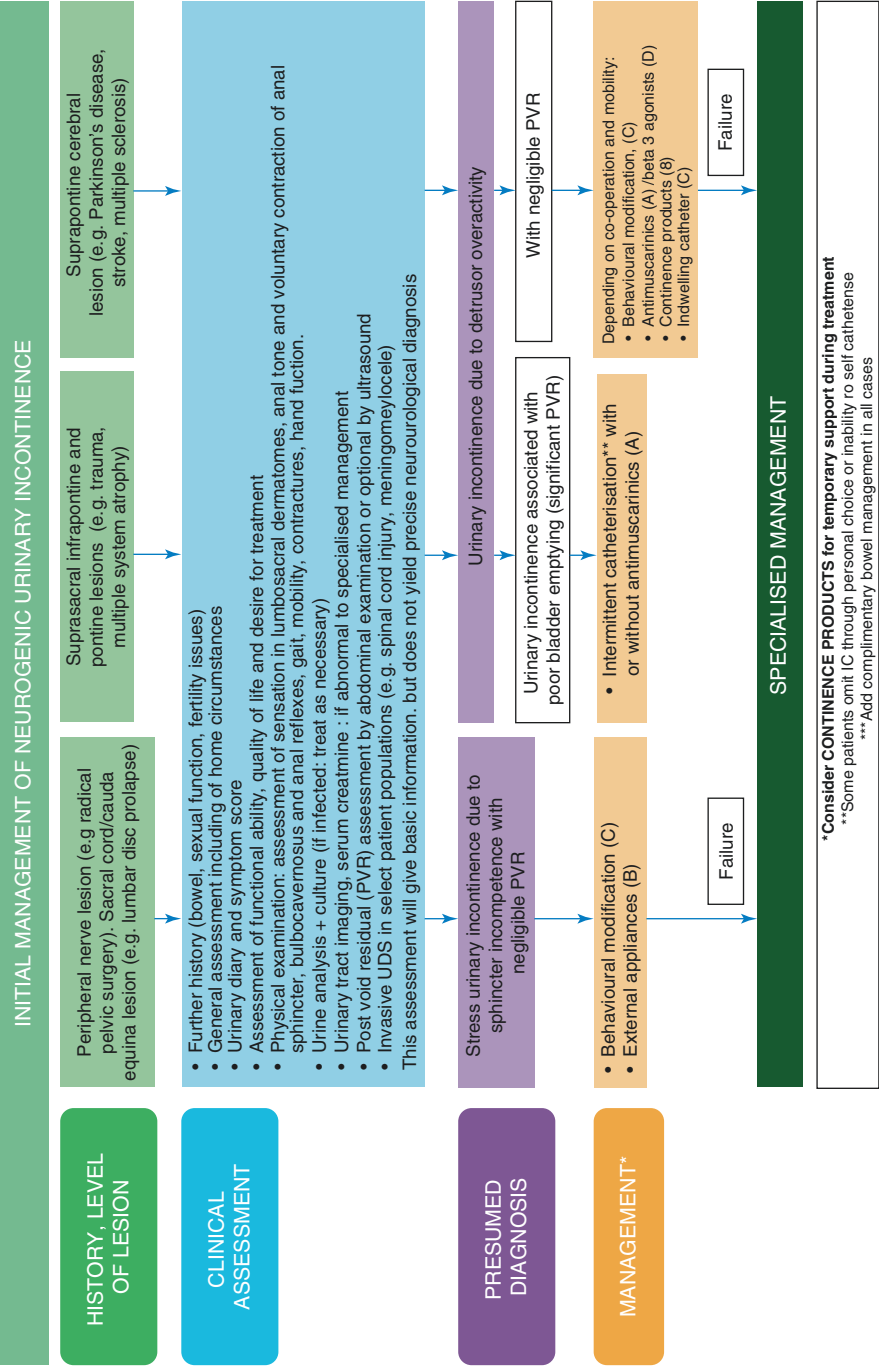 INITIAL MANAGEMENT OF NEUROGENIC URINARY INCONTINENCE
HISTORY, LEVEL
OF LESION
Peripheral nerve lesion (e.g radical
pelvic surgery). Sacral cord/cauda
equina lesion (e.g. lumbar disc prolapse)
Suprasacral infrapontine and
pontine lesions (e.g. trauma,
multiple system atrophy)
Suprapontine cerebral
lesion (e.g. Parkinson's disease,
stroke, multiple sclerosis)
CLINICAL
ASSESSMENT
• Further history (bowel, sexual function, fertility issues)
• General assessment including of home circumstances
• Urinary diary and symptom score
• Assessment of functional ability, quality of life and desire for treatment
• Physical examination: assessment of sensation in lumbosacral dermatomes, anal tone and voluntary contraction of anal
sphincter, bulbocavernosus and anal reflexes, gait, mobility, contractures, hand fuction.
• Urine analysis + culture (if infected: treat as necessary)
• Urinary tract imaging, serum creatmine : if abnormal to specialised management
• Post void residual (PVR) assessment by abdominal examination or optional by ultrasound
• Invasive UDS in select patient populations (e.g. spinal cord injury, meningomeylocele)
This assessment will give basic information. but does not yield precise neurourological diagnosis
PRESUMED
DIAGNOSIS
Stress urinary incontinence due to
sphincter incompetence with
negligible PVR
Urinary incontinence due to detrusor overactivity
Urinary incontinence associated with
poor bladder emptying (significant PVR)
With negligible PVR
MANAGEMENT*
• Behavioural modification (C)
• External appliances (B)
• Intermittent catheterisation** with
or without antimuscarinics (A)
Depending on co-operation and mobility:
• Behavioural modification, (C)
• Antimuscarinics (A) /beta 3 agonists (D)
• Continence products (8)
• Indwelling catheter (C)
Failure
Failure
SPECIALISED MANAGEMENT
*Consider CONTINENCE PRODUCTS for temporary support during treatment
**Some patients omit IC through personal choice or inability ro self cathetense
***Add complimentary bowel management in all cases